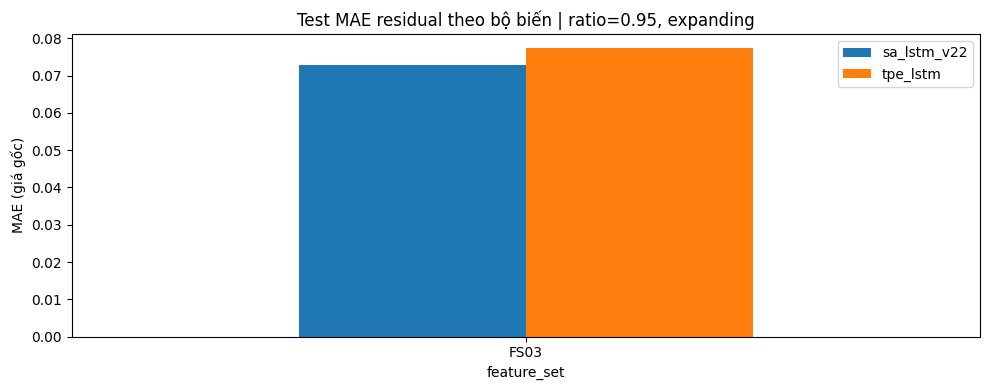 Test MAE residual theo bộ biến | ratio=0.95, expanding
sa_lstm_v22
tpe_lstm
MAE (giá gốc)
0.08
0.07
0.06
0.05
0.04
0.03
0.02
0.01
0.00
FS03
feature_set